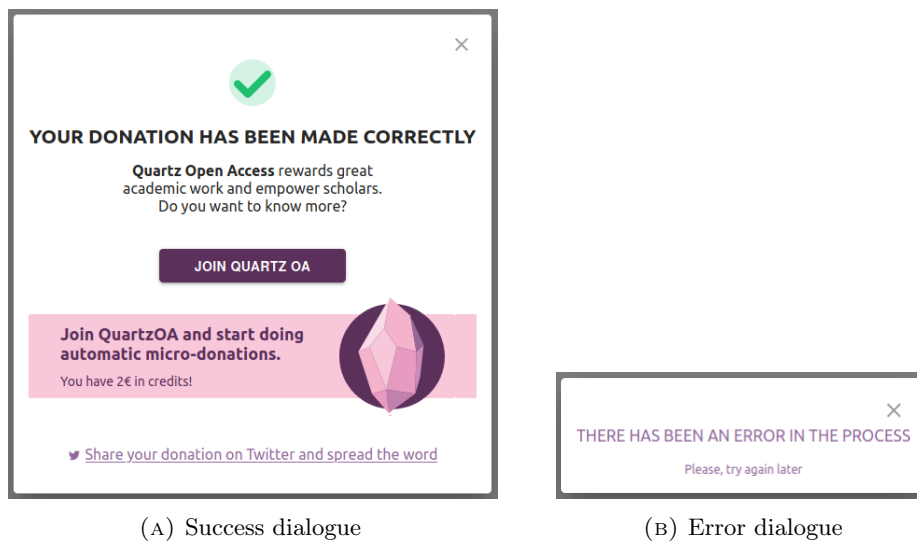 YOUR DONATION HAS BEEN MADE CORRECTLY
Quartz Open Access rewards great
academic work and empower scholars.
Do you want to know more?
JOIN QUARTZ OA
Join QuartzOA and start doing
automatic micro-donations.
You have 2€ in credits!
Share your donation on Twitter and spread the word
(A) Success dialogue
THERE HAS BEEN AN ERROR IN THE PROCESS
Please, try again later
(B) Error dialogue